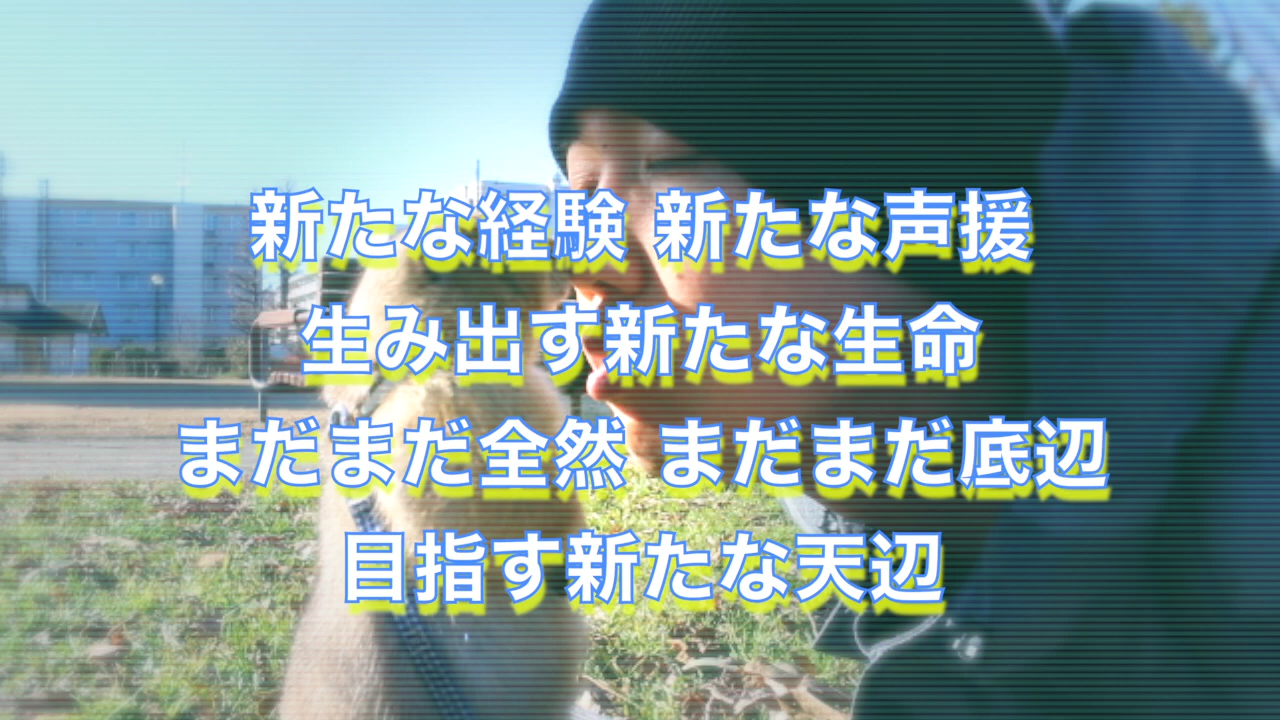 新たな経験 新たな声援
生み出す新たな生命
まだまだ全然 まだまだ底辺
目指す新たな天辺